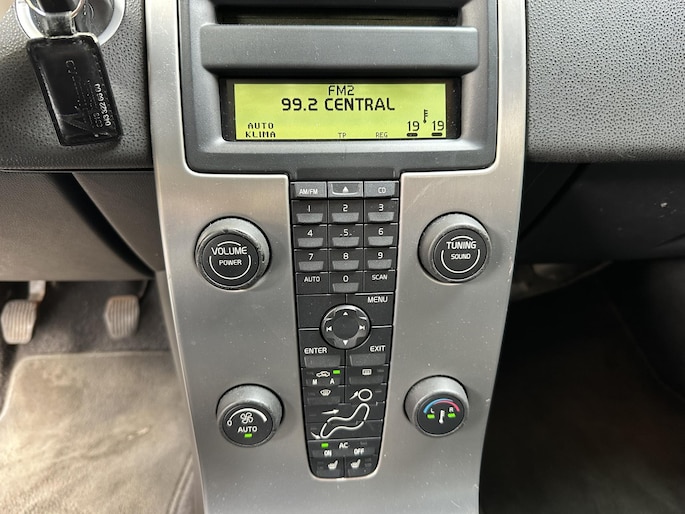 FM2
99.2 CENTRAL
AUTO
KLIMA
TP
REG
19 19
AM/FM
CD
1 2 3
4 5 6
7 8 9
AUTO 0 SCAN
VOLUME
POWER
TUNING
SOUND
MENU
ENTER EXIT
M A
0
AUTO
L R
AC
ON OFF